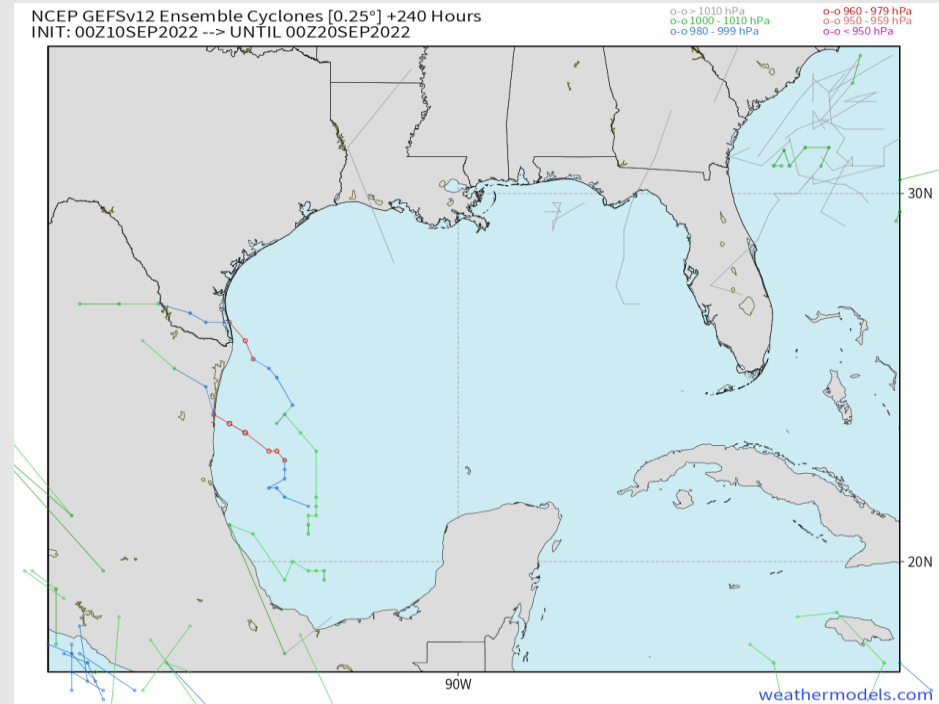 NCEP GEFSv12 Ensemble Cyclones [0.25°] +240 Hours
INIT: 00Z10SEP2022 --> UNTIL 00Z20SEP2022
o-o > 1010 hPa
o-o 1000 - 1010 hPa
o-o 980 - 999 hPa
o-o 960 - 979 hPa
o-o 950 - 959 hPa
o-o < 950 hPa
30N
20N
90W
weathermodels.com